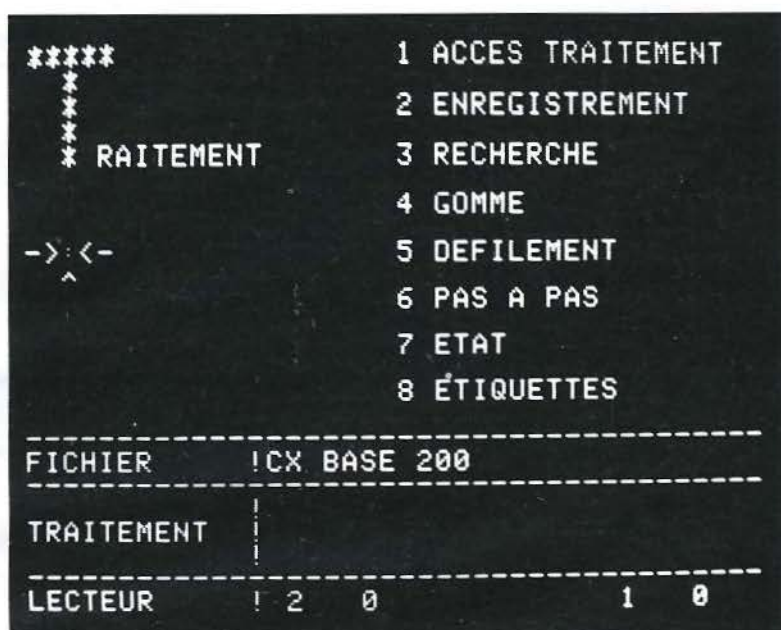 ***** 1 ACCES TRAITEMENT
*
* 2 ENREGISTREMENT
*
* RAITEMENT 3 RECHERCHE
4 GOMME
->:<- 5 DEFILEMENT
^
6 PAS A PAS
7 ETAT
8 ETIQUETTES
--------------------------------------------
FICHIER !CX BASE 200
--------------------------------------------
!
TRAITEMENT !
!
--------------------------------------------
LECTEUR ! 2 0 1 0